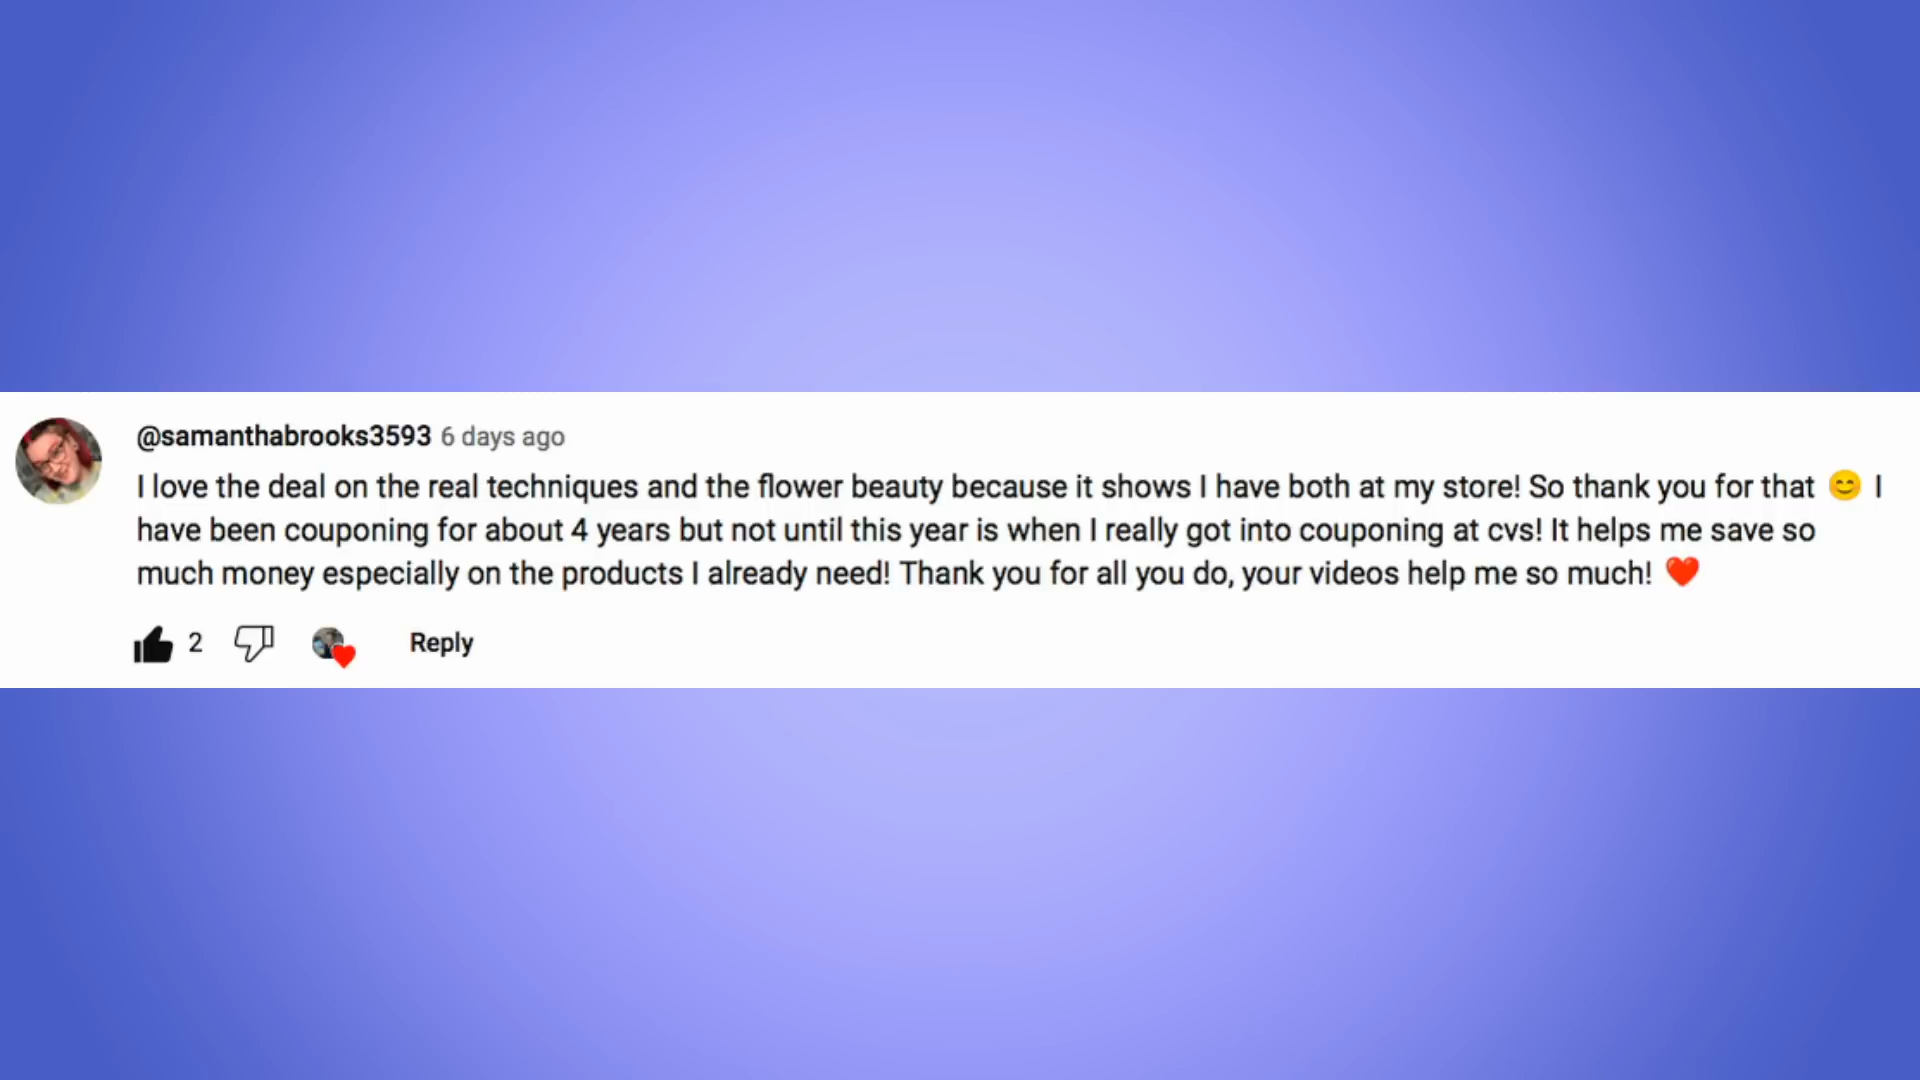 @samanthabrooks3593 6 days ago
I love the deal on the real techniques and the flower beauty because it shows I have both at my store! So thank you for that 😊 I
have been couponing for about 4 years but not until this year is when I really got into couponing at cvs! It helps me save so
much money especially on the products I already need! Thank you for all you do, your videos help me so much! ❤️
2 Reply